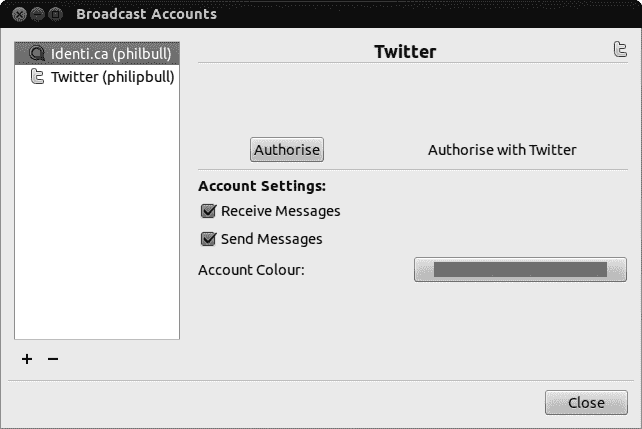 Broadcast Accounts
Identi.ca (philbull)
Twitter (philipbull)
Twitter
Authorise
Authorise with Twitter
Account Settings:
Receive Messages
Send Messages
Account Colour:
Close